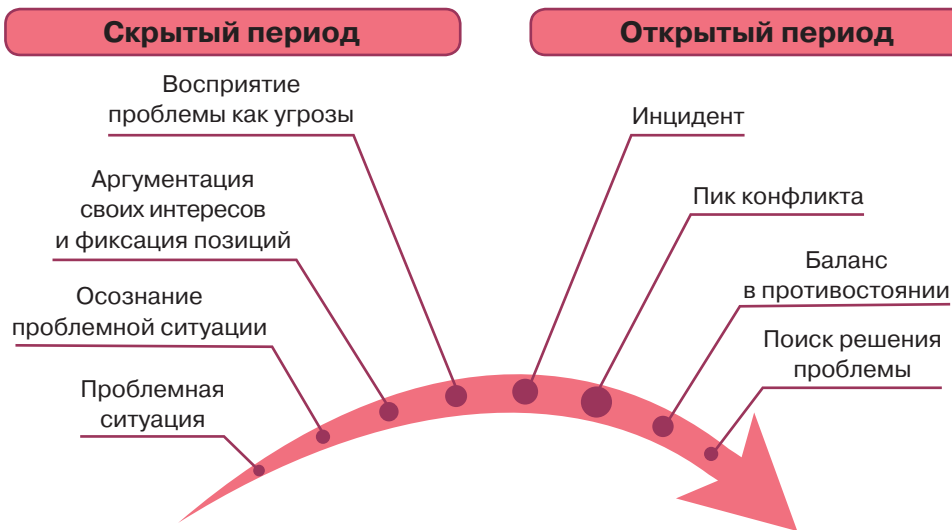 Скрытый период
Открытый период
Восприятие
проблемы как угрозы
Аргументация
своих интересов
и фиксация позиций
Осознание
проблемной ситуации
Проблемная
ситуация
Инцидент
Пик конфликта
Баланс
в противостоянии
Поиск решения
проблемы